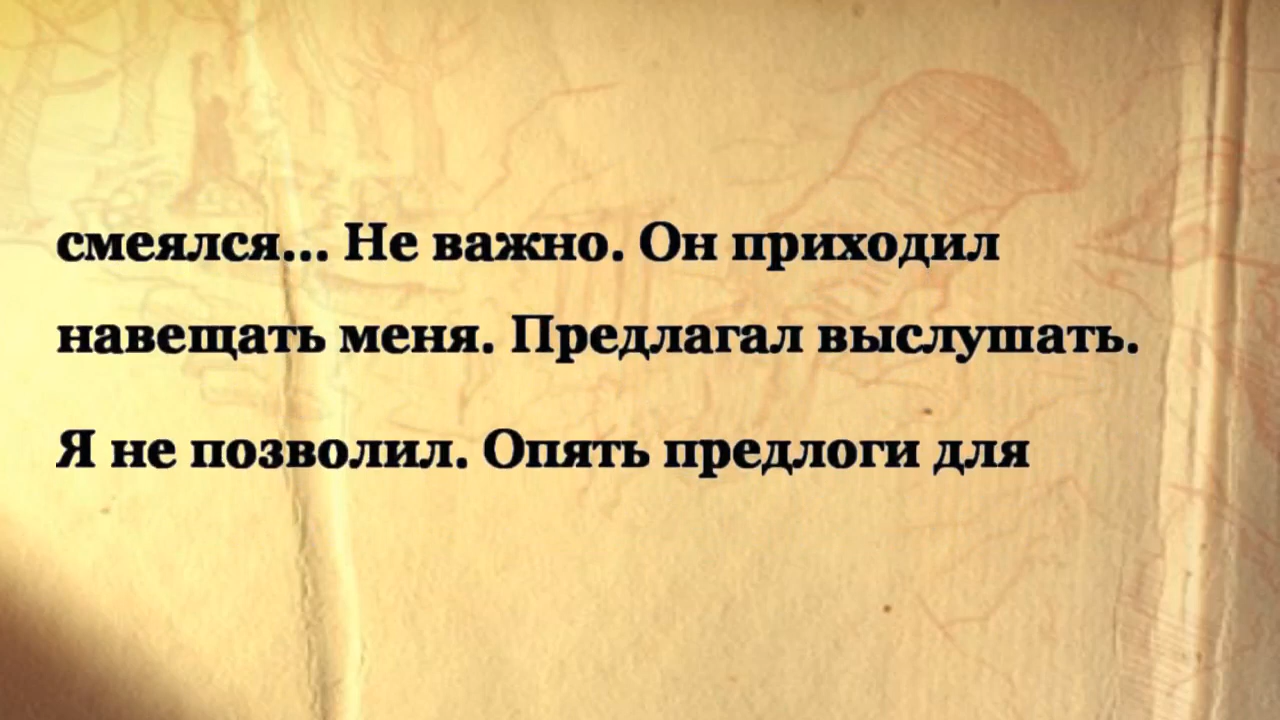 смеялся... Не важно. Он приходил
навещать меня. Предлагал выслушать.
Я не позволил. Опять предлоги для